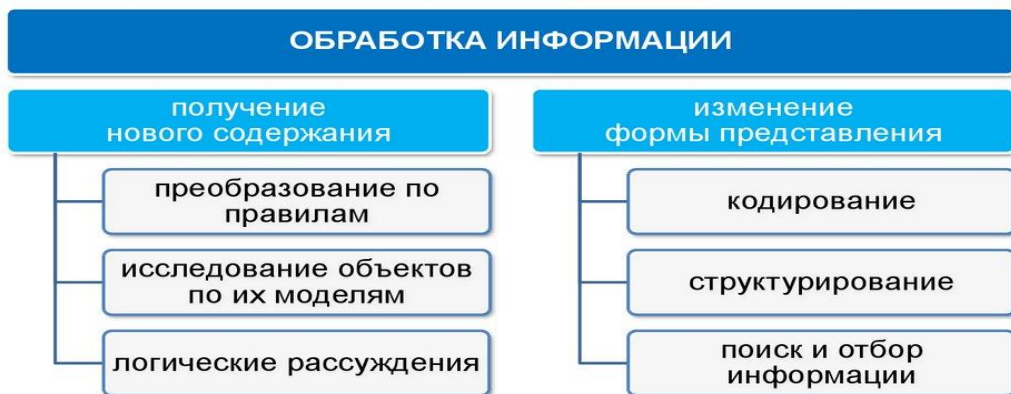 ОБРАБОТКА ИНФОРМАЦИИ
получение
нового содержания
преобразование по
правилам
исследование объектов
по их моделям
логические рассуждения
изменение
формы представления
кодирование
структурирование
поиск и отбор
информации